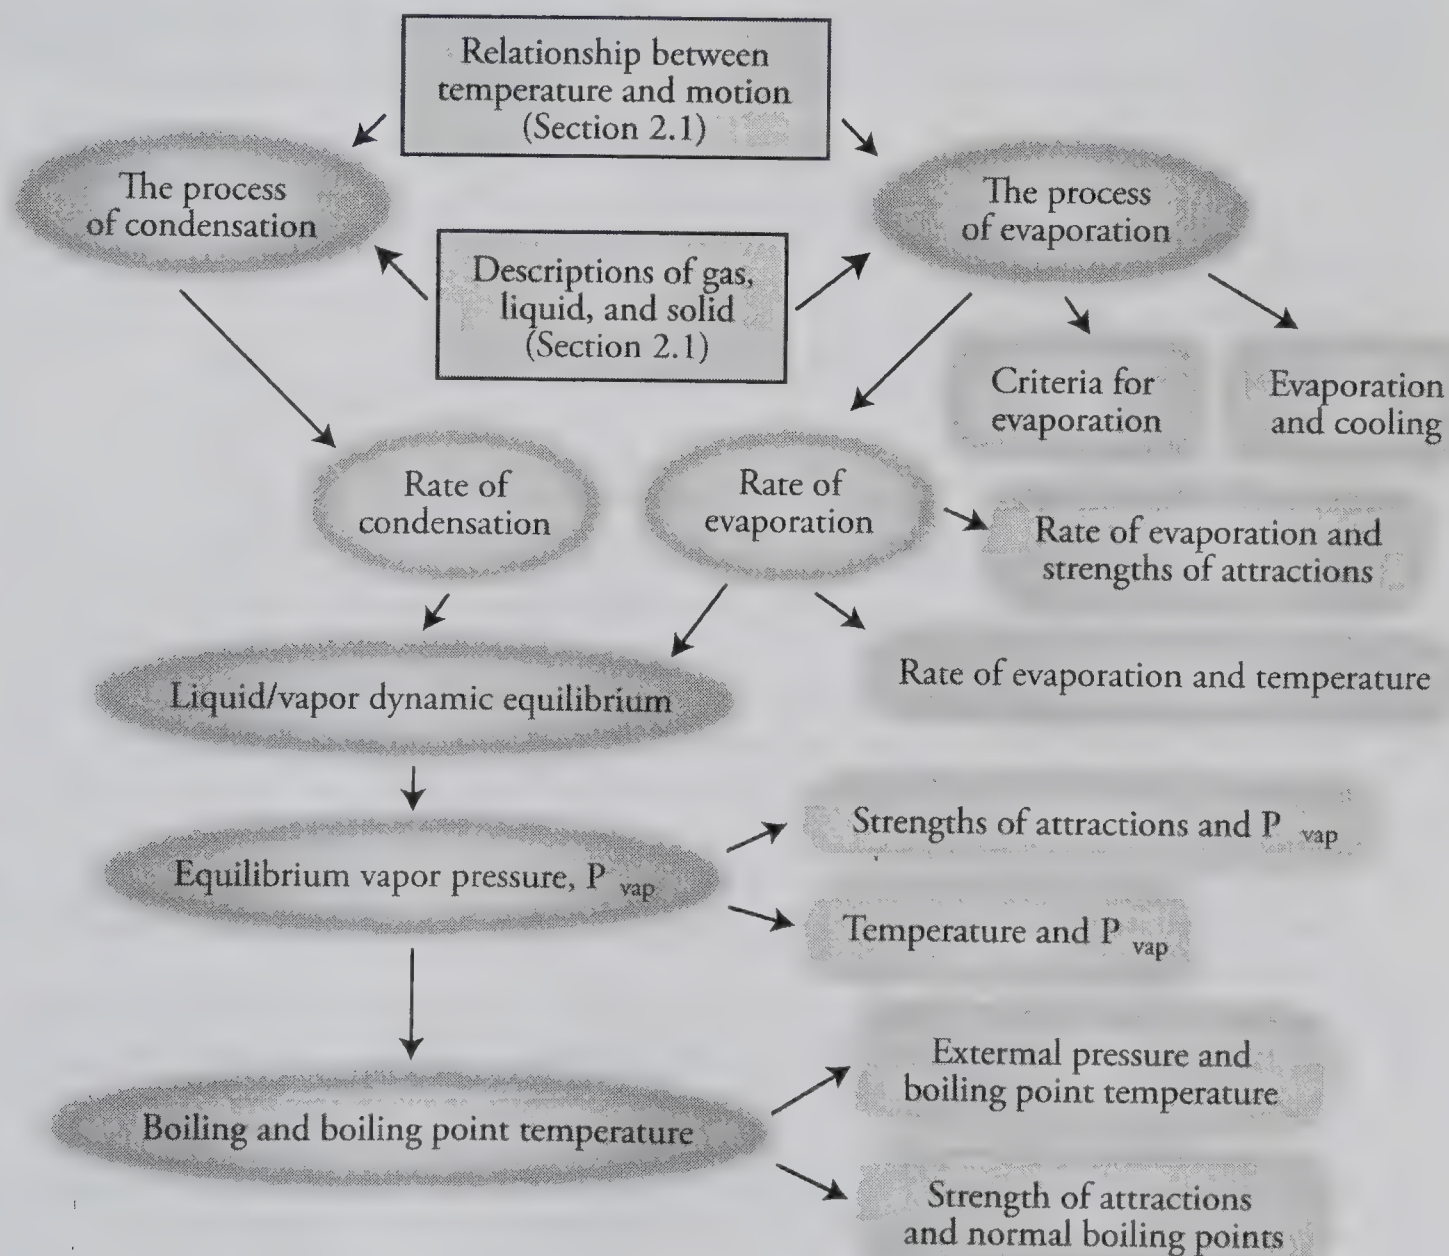 Relationship between
temperature and motion
(Section 2.1)
The process
of condensation
The process
of evaporation
Descriptions of gas,
liquid, and solid
(Section 2.1)
Criteria for
evaporation
Evaporation
and cooling
Rate of
condensation
Rate of
evaporation
Rate of evaporation and
strengths of attractions
Rate of evaporation and temperature
Liquid/vapor dynamic equilibrium
Strengths of attractions and P vap
Equilibrium vapor pressure, P vap
Temperature and P vap
Extermal pressure and
boiling point temperature
Boiling and boiling point temperature
Strength of attractions
and normal boiling points